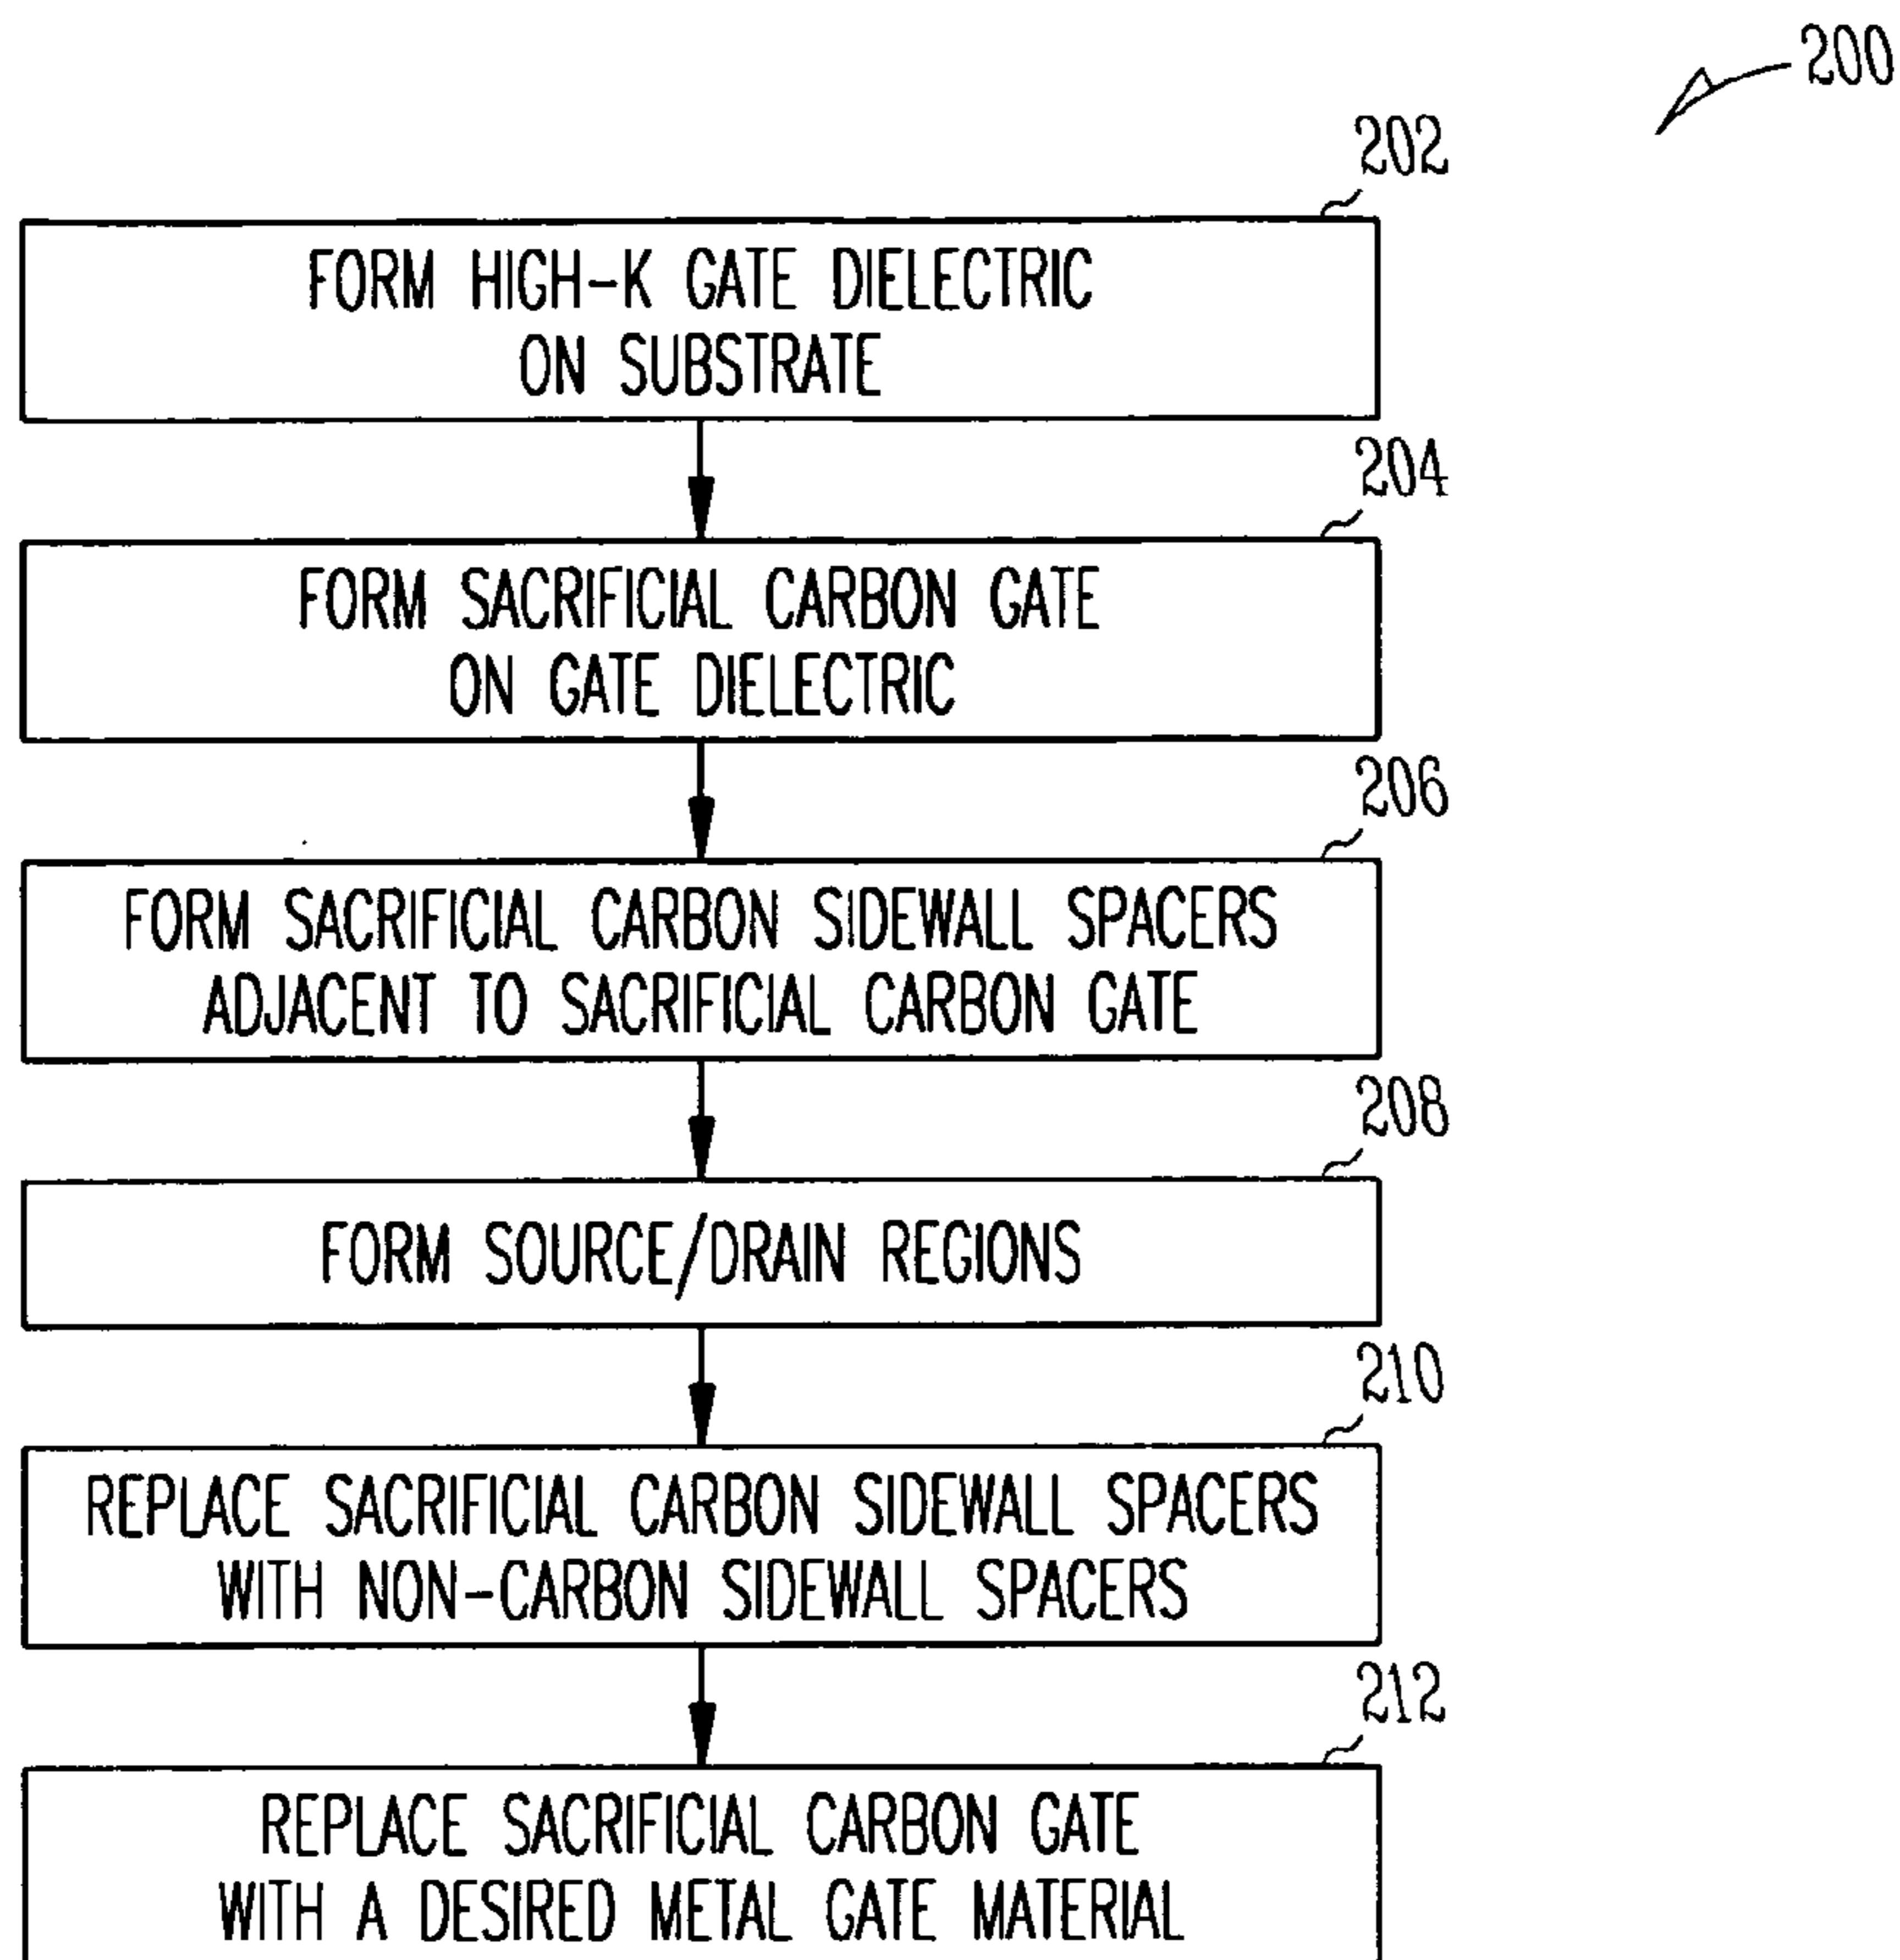 200
202
FORM HIGH-K GATE DIELECTRIC
ON SUBSTRATE
204
FORM SACRIFICIAL CARBON GATE
ON GATE DIELECTRIC
206
FORM SACRIFICIAL CARBON SIDEWALL SPACERS
ADJACENT TO SACRIFICIAL CARBON GATE
208
FORM SOURCE/DRAIN REGIONS
210
REPLACE SACRIFICIAL CARBON SIDEWALL SPACERS
WITH NON-CARBON SIDEWALL SPACERS
212
REPLACE SACRIFICIAL CARBON GATE
WITH A DESIRED METAL GATE MATERIAL